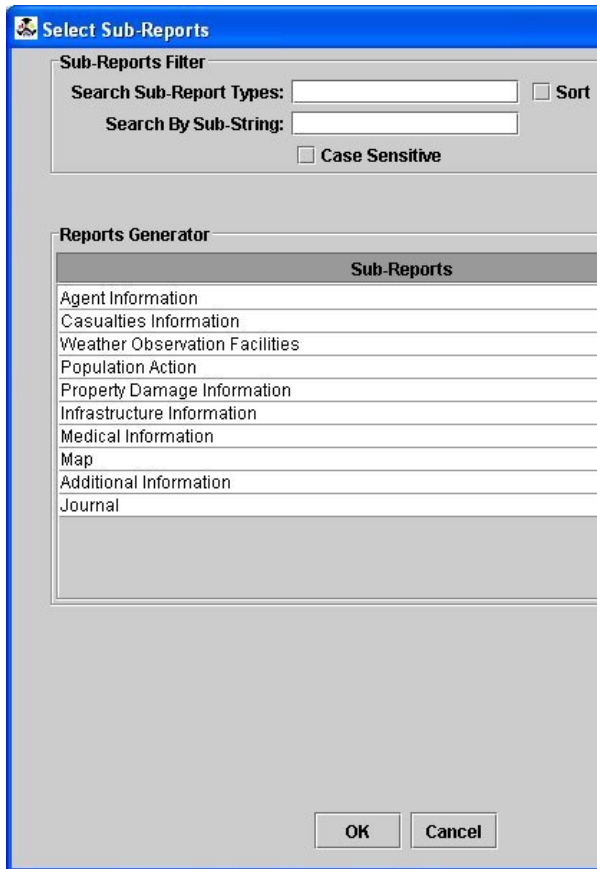 Select Sub-Reports
Sub-Reports Filter
Search Sub-Report Types: Sort
Search By Sub-String:
Case Sensitive
Reports Generator
Sub-Reports
Agent Information
Casualties Information
Weather Observation Facilities
Population Action
Property Damage Information
Infrastructure Information
Medical Information
Map
Additional Information
Journal
OK Cancel